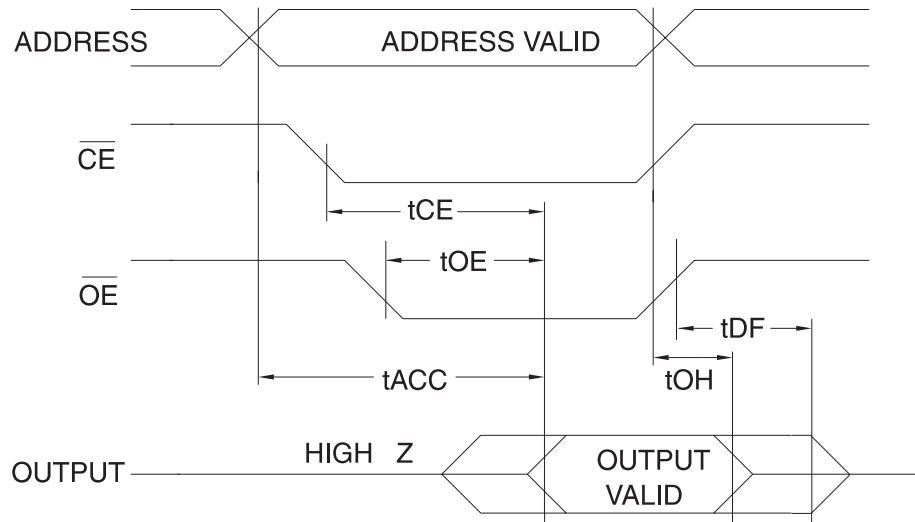 ADDRESS
ADDRESS VALID
CE
tCE
tOE
OE
tDF
tACC
tOH
HIGH Z
OUTPUT
OUTPUT
VALID